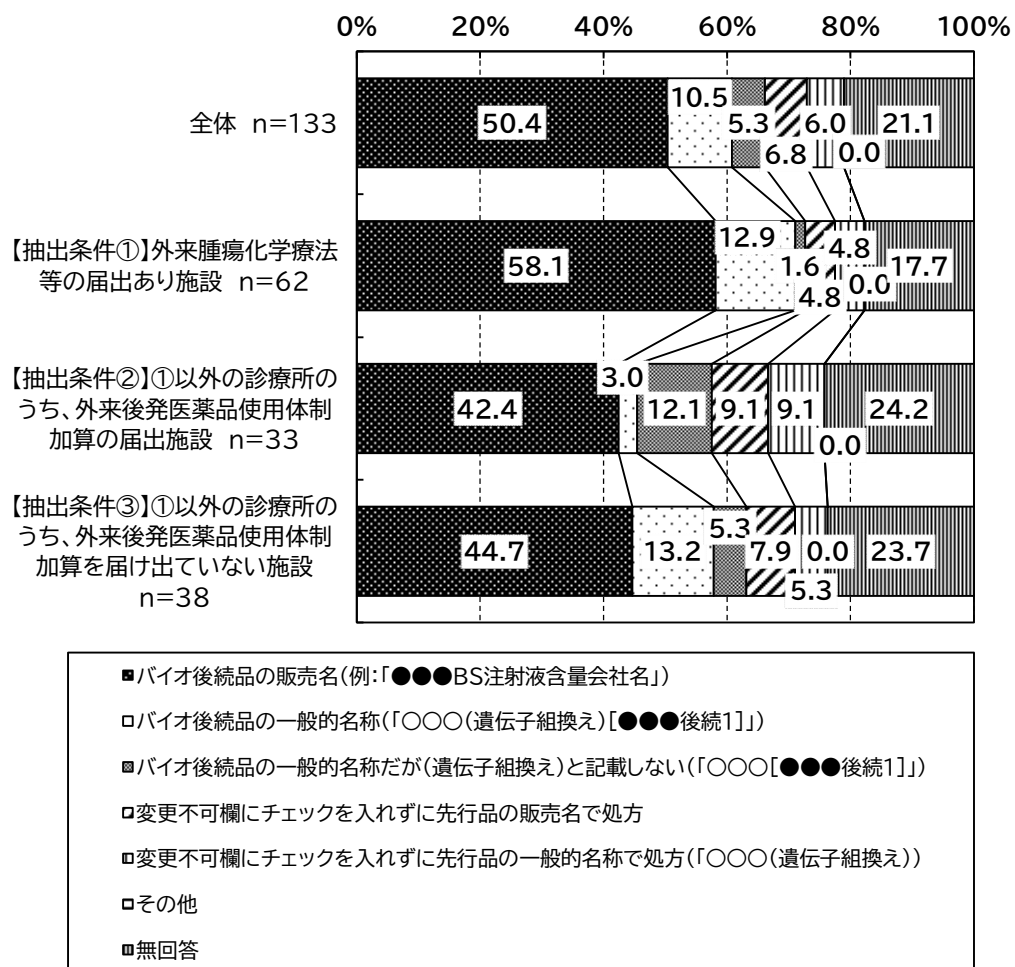 0% 20% 40% 60% 80% 100%
全体 n=133
50.4 10.5 5.3 6.8 6.0 0.0 21.1
【抽出条件①】外来腫瘍化学療法
等の届出あり施設 n=62
58.1 12.9 1.6 4.8 4.8 0.0 17.7
【抽出条件②】①以外の診療所の
うち、外来後発医薬品使用体制
加算の届出施設 n=33
42.4 3.0 12.1 9.1 9.1 0.0 24.2
【抽出条件③】①以外の診療所の
うち、外来後発医薬品使用体制
加算を届け出ていない施設
n=38
44.7 13.2 5.3 7.9 5.3 0.0 23.7
バイオ後続品の販売名(例:「●●●BS注射液含量会社名」)
バイオ後続品の一般的名称(「○○○(遺伝子組換え)[●●●後続1]」)
バイオ後続品の一般的名称だが(遺伝子組換え)と記載しない(「○○○[●●●後続1]」)
変更不可欄にチェックを入れずに先行品の販売名で処方
変更不可欄にチェックを入れずに先行品の一般的名称で処方(「○○○(遺伝子組換え))
その他
無回答